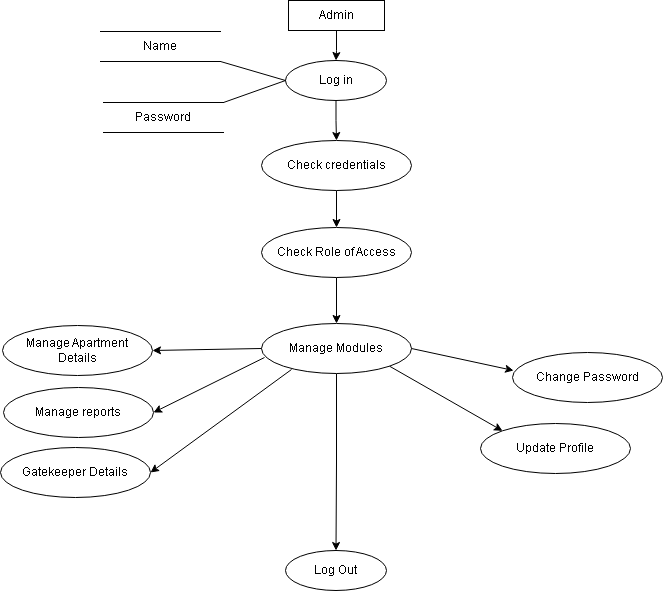 Admin
Name
Log in
Password
Check credentials
Check Role of Access
Manage Apartment
Details
Manage Modules
Change Password
Manage reports
Update Profile
Gatekeeper Details
Log Out